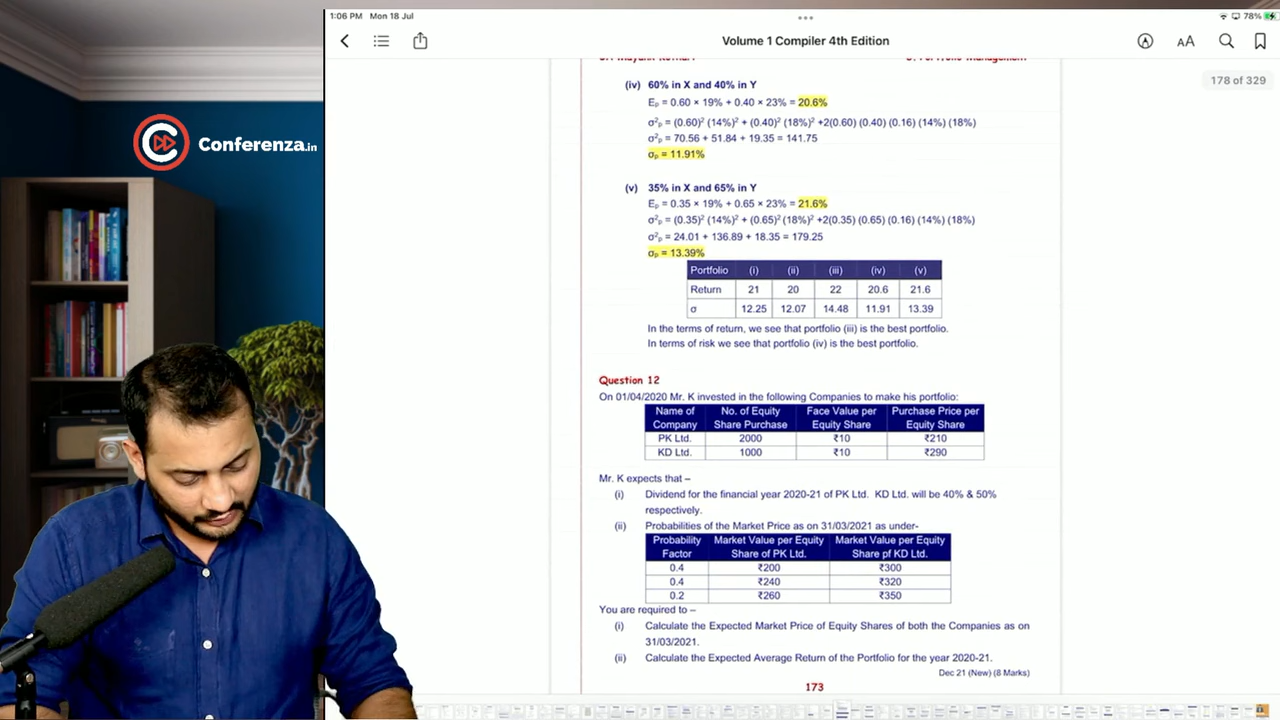 1:06 PM Mon 18 Jul
78%
Volume 1 Compiler 4th Edition
AA
178 of 329
Conferenza.in
(iv) 60% in X and 40% in Y
Eₚ = 0.60 × 19% + 0.40 × 23% = 20.6%
σ²ₚ = (0.60)² (14%)² + (0.40)² (18%)² +2(0.60) (0.40) (0.16) (14%) (18%)
σ²ₚ = 70.56 + 51.84 + 19.35 = 141.75
σₚ = 11.91%
(v) 35% in X and 65% in Y
Eₚ = 0.35 × 19% + 0.65 × 23% = 21.6%
σ²ₚ = (0.35)² (14%)² + (0.65)² (18%)² +2(0.35) (0.65) (0.16) (14%) (18%)
σ²ₚ = 24.01 + 136.89 + 18.35 = 179.25
σₚ = 13.39%
Portfolio (i) (ii) (iii) (iv) (v)
Return 21 20 22 20.6 21.6
σ 12.25 12.07 14.48 11.91 13.39
In the terms of return, we see that portfolio (iii) is the best portfolio.
In terms of risk we see that portfolio (iv) is the best portfolio.
Question 12
On 01/04/2020 Mr. K invested in the following Companies to make his portfolio:
Name of Company No. of Equity Share Purchase Face Value per Equity Share Purchase Price per Equity Share
PK Ltd. 2000 ₹10 ₹210
KD Ltd. 1000 ₹10 ₹290
Mr. K expects that –
(i) Dividend for the financial year 2020-21 of PK Ltd. KD Ltd. will be 40% & 50%
respectively.
(ii) Probabilities of the Market Price as on 31/03/2021 as under-
Probability Factor Market Value per Equity Share of PK Ltd. Market Value per Equity Share pf KD Ltd.
0.4 ₹200 ₹300
0.4 ₹240 ₹320
0.2 ₹260 ₹350
You are required to –
(i) Calculate the Expected Market Price of Equity Shares of both the Companies as on
31/03/2021.
(ii) Calculate the Expected Average Return of the Portfolio for the year 2020-21.
Dec 21 (New) (8 Marks)
173